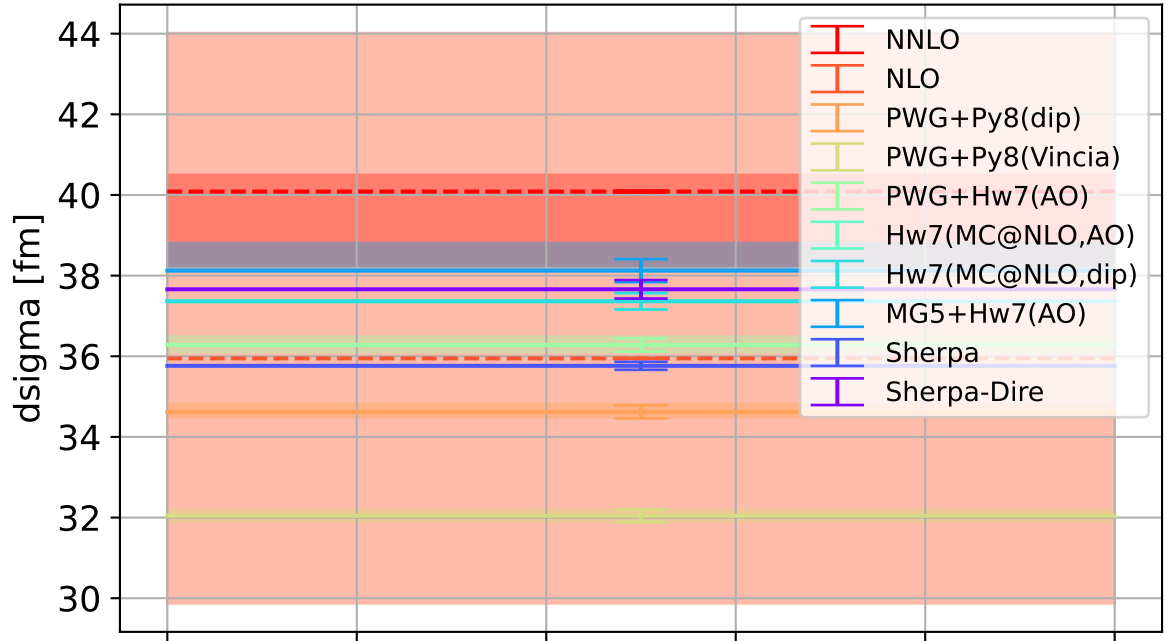 44
42
40
38
36
34
32
30
dsigma [fm]
NNLO
NLO
PWG+Py8(dip)
PWG+Py8(Vincia)
PWG+Hw7(AO)
Hw7(MC@NLO,AO)
Hw7(MC@NLO,dip)
MG5+Hw7(AO)
Sherpa
Sherpa-Dire